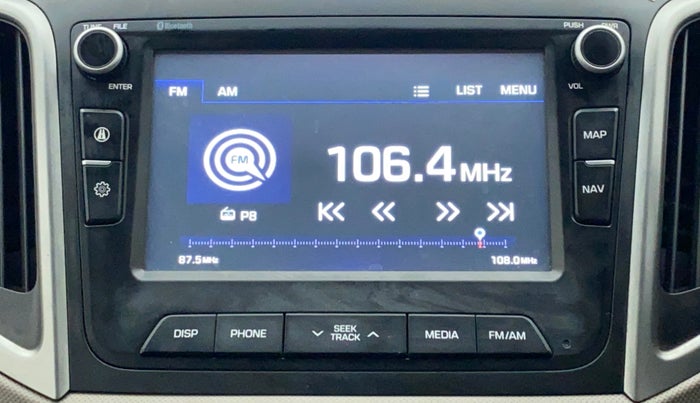 TUNE FILE Bluetooth PUSH PWR
ENTER VOL
FM AM LIST MENU
MAP
FM
106.4 MHz
NAV
P8
87.5 MHz 108.0 MHz
DISP PHONE SEEK TRACK MEDIA FM/AM